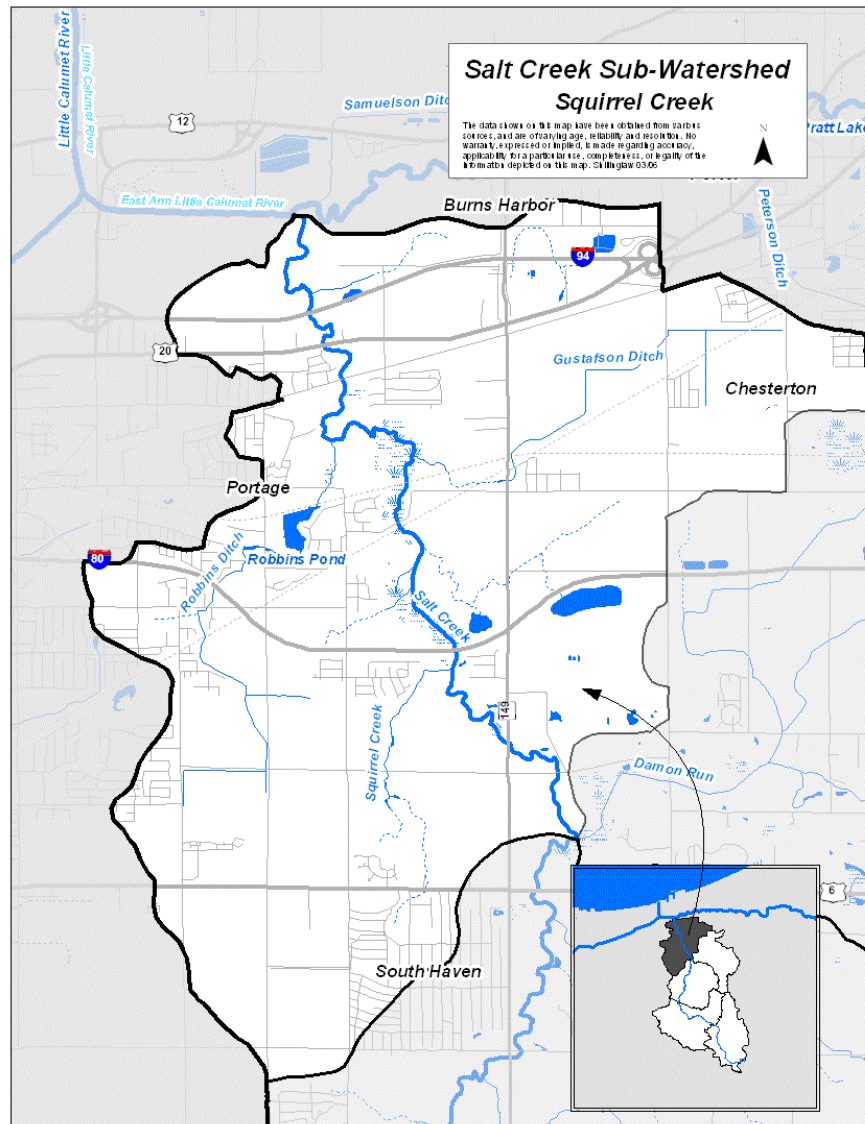 Salt Creek Sub-Watershed
Squirrel Creek
The data shown on this map have been obtained from various
sources, and are of varying age, reliability and resolution. No
warranty, expressed or implied, is made regarding accuracy,
applicability for a particular use, completeness, or legality of the
information depicted on this map. Shillinglaw 03/06
N
Little Calumet River
Little Calumet River
12
Samuelson Ditc
Pratt Lake
Peterson Ditch
East Arm Little Calumet River
Burns Harbor
94
20
Gustafson Ditch
Chesterton
Portage
80
Robbins Ditch
Robbins Pond
Salt Creek
149
Squirrel Creek
Damon Run
6
South Haven